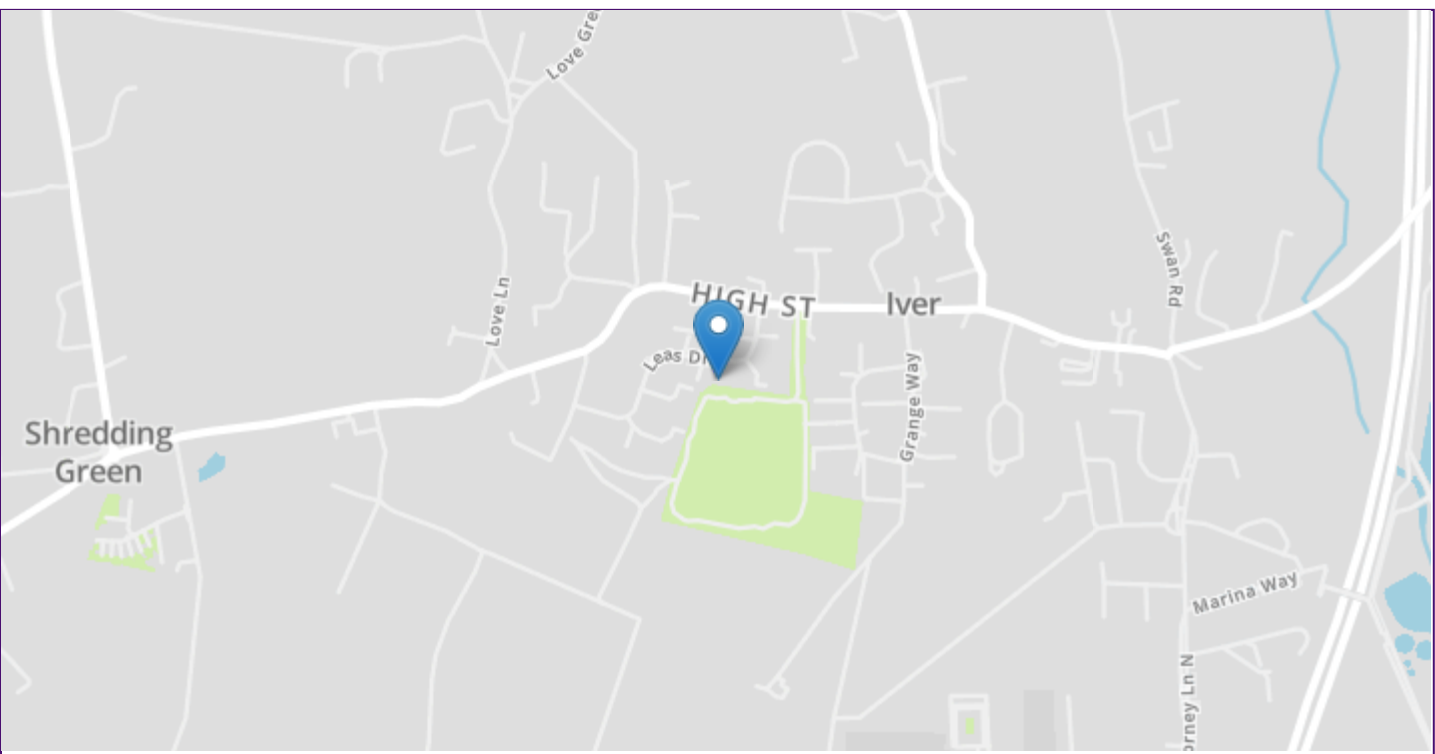 Love Gre
Swan Rd
Love Ln
HIGH ST
Iver
Leas Dr
Grange Way
Shredding
Green
Marina Way
orney Ln N